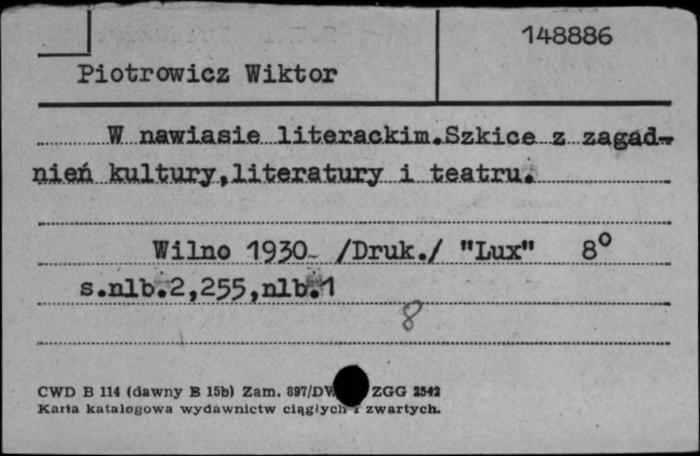 148886
Piotrowicz Wiktor
W nawiasie literackim.Szkice z zagad-
nień kultury,literatury i teatru.
Wilno 1930 /Druk./ "Lux" 8°
s.nlb.2,255,nlb.1
8
CWD B 114 (dawny B 15b) Zam. 897/DW ZGG 2542
Karta katalogowa wydawnictw ciągłych i zwartych.